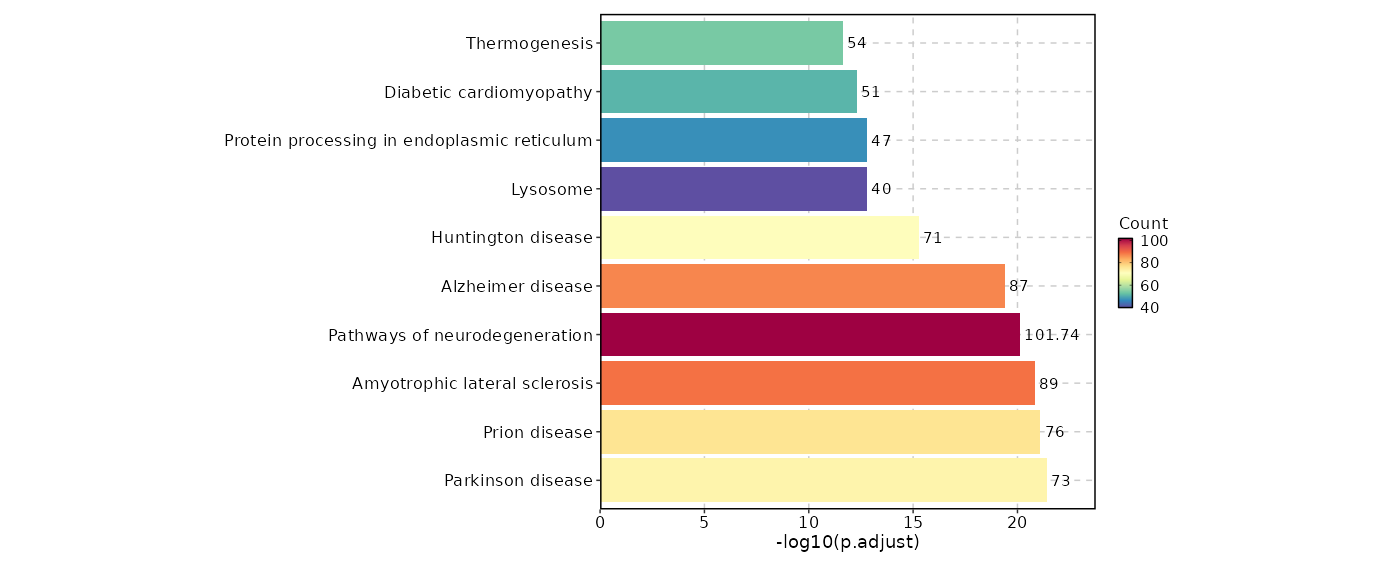 Thermogenesis 54
Diabetic cardiomyopathy 51
Protein processing in endoplasmic reticulum 47
Lysosome 40
Huntington disease 71
Alzheimer disease 87
Pathways of neurodegeneration 101.74
Amyotrophic lateral sclerosis 89
Prion disease 76
Parkinson disease 73
0 5 10 15 20
-log10(p.adjust)
Count
100
80
60
40